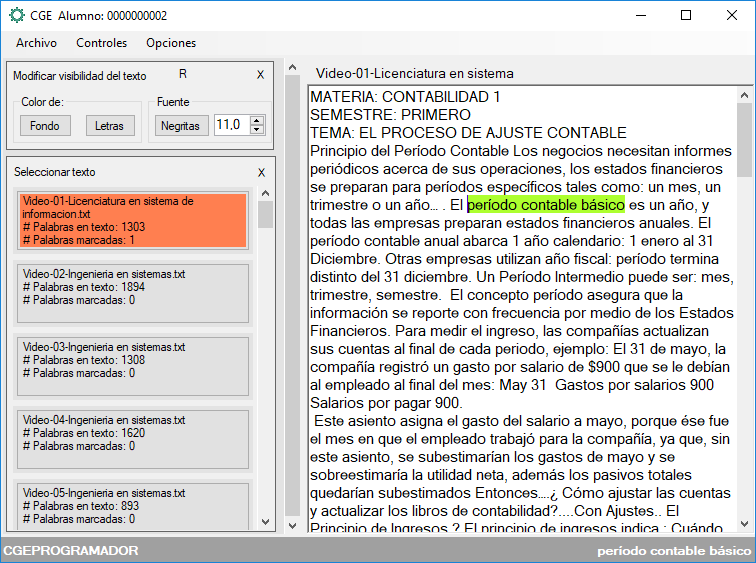 CGE Alumno: 0000000002
Archivo Controles Opciones
Modificar visibilidad del texto R X
Color de:
Fondo Letras
Fuente
Negritas 11,0
Seleccionar texto X
Video-01-Licenciatura en sistema de
informacion.txt
# Palabras en texto: 1303
# Palabras marcadas: 1
Video-02-Ingenieria en sistemas.txt
# Palabras en texto: 1894
# Palabras marcadas: 0
Video-03-Ingenieria en sistemas.txt
# Palabras en texto: 1308
# Palabras marcadas: 0
Video-04-Ingenieria en sistemas.txt
# Palabras en texto: 1620
# Palabras marcadas: 0
Video-05-Ingenieria en sistemas.txt
# Palabras en texto: 893
# Palabras marcadas: 0
Video-01-Licenciatura en sistema
MATERIA: CONTABILIDAD 1
SEMESTRE: PRIMERO
TEMA: EL PROCESO DE AJUSTE CONTABLE
Principio del Período Contable Los negocios necesitan informes
periódicos acerca de sus operaciones, los estados financieros
se preparan para períodos específicos tales como: un mes, un
trimestre o un año... . El período contable básico es un año, y
todas las empresas preparan estados financieros anuales. El
período contable anual abarca 1 año calendario: 1 enero al 31
Diciembre. Otras empresas utilizan año fiscal: período termina
distinto del 31 diciembre. Un Período Intermedio puede ser: mes,
trimestre, semestre. El concepto período asegura que la
información se reporte con frecuencia por medio de los Estados
Financieros. Para medir el ingreso, las compañías actualizan
sus cuentas al final de cada periodo, ejemplo: El 31 de mayo, la
compañía registró un gasto por salario de $900 que se le debían
al empleado al final del mes: May 31 Gastos por salarios 900
Salarios por pagar 900.
Este asiento asigna el gasto del salario a mayo, porque ése fue
el mes en que el empleado trabajó para la compañía, ya que, sin
este asiento, se subestimarían los gastos de mayo y se
sobreestimaría la utilidad neta, además los pasivos totales
quedarían subestimados Entonces....¿ Cómo ajustar las cuentas
y actualizar los libros de contabilidad?....Con Ajustes.. El
Principio de Ingresos ? El principio de ingresos indica : Cuándo
CGEPROGRAMADOR
período contable básico